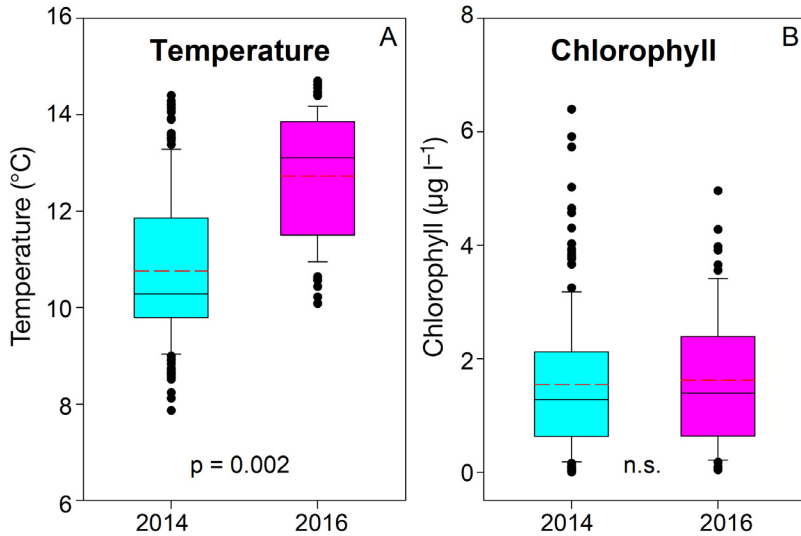 A
Temperature
Temperature (°C)
16
14
12
10
8
6
p = 0.002
2014
2016
B
Chlorophyll
Chlorophyll (µg l⁻¹)
8
6
4
2
0
n.s.
2014
2016